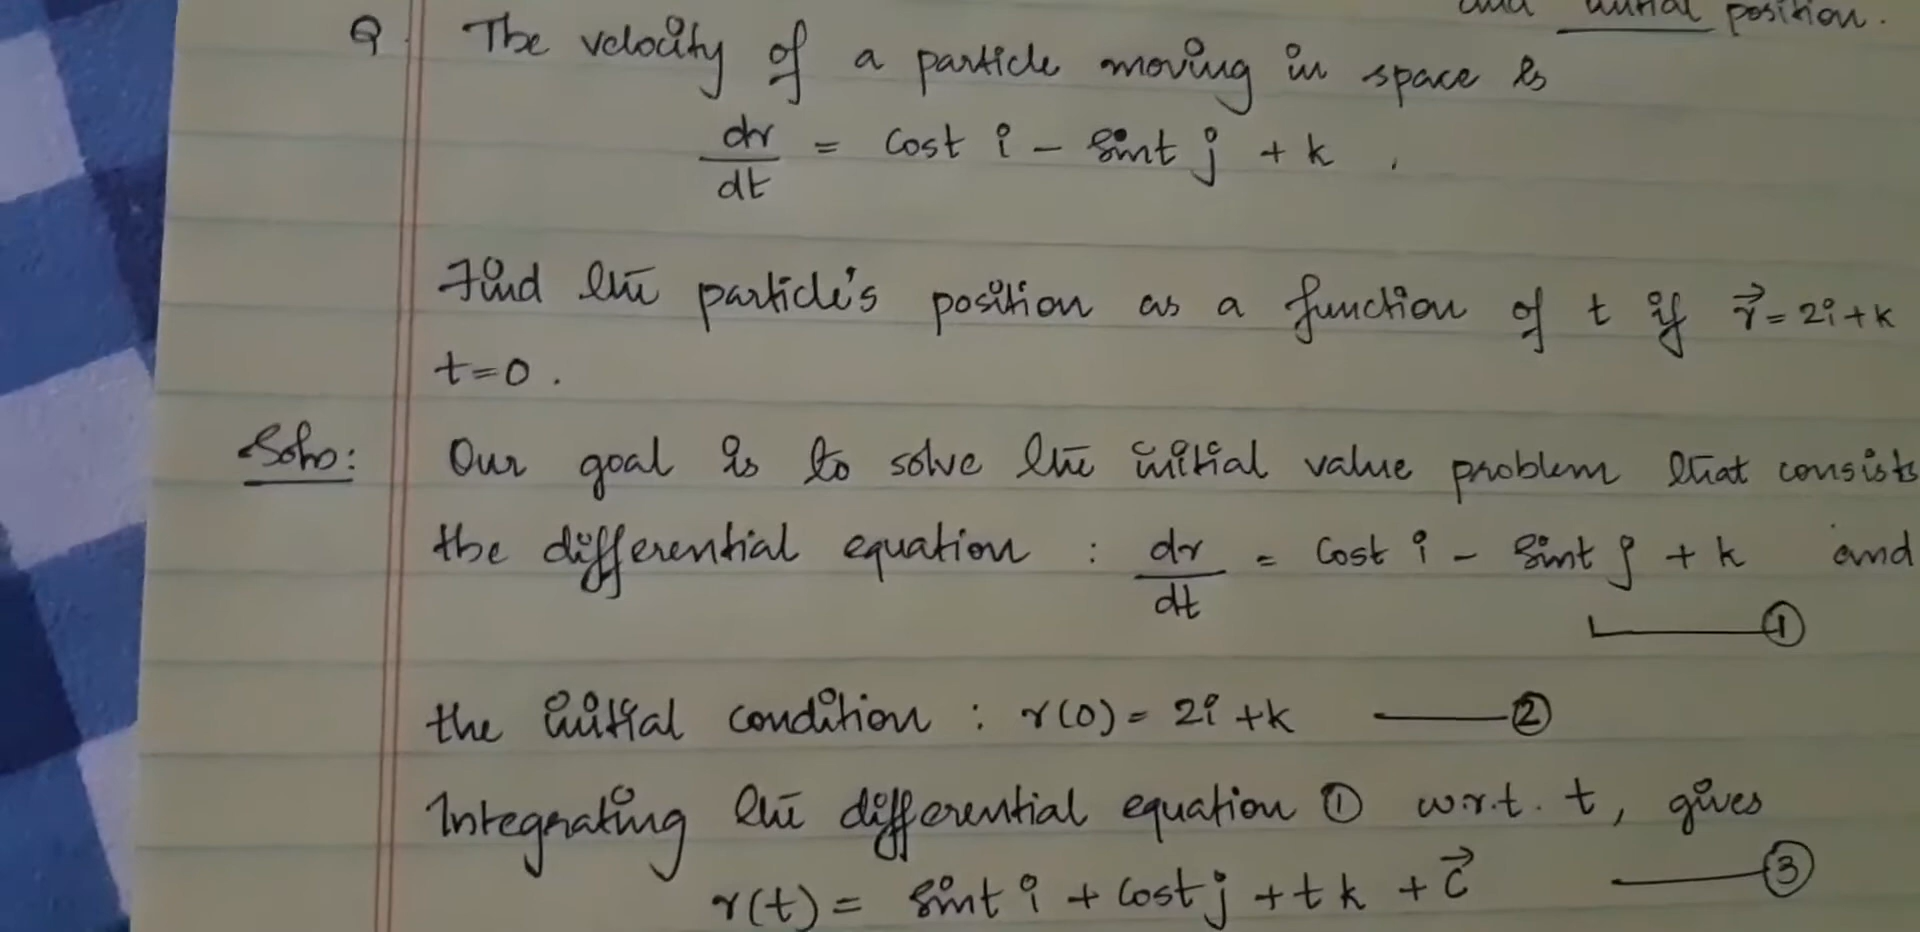 and initial position.
Q. The velocity of a particle moving in space is
dr/dt = cost i - sint j + k .
Find the particle's position as a function of t if r⃗ = 2i + k
t = 0 .
Soln: Our goal is to solve the initial value problem that consists
the differential equation : dr/dt = cost i - sint j + k and
①
the initial condition : r(0) = 2i + k —— ②
Integrating the differential equation ① w.r.t. t, gives
r(t) = sint i + cost j + t k + c⃗ —— ③